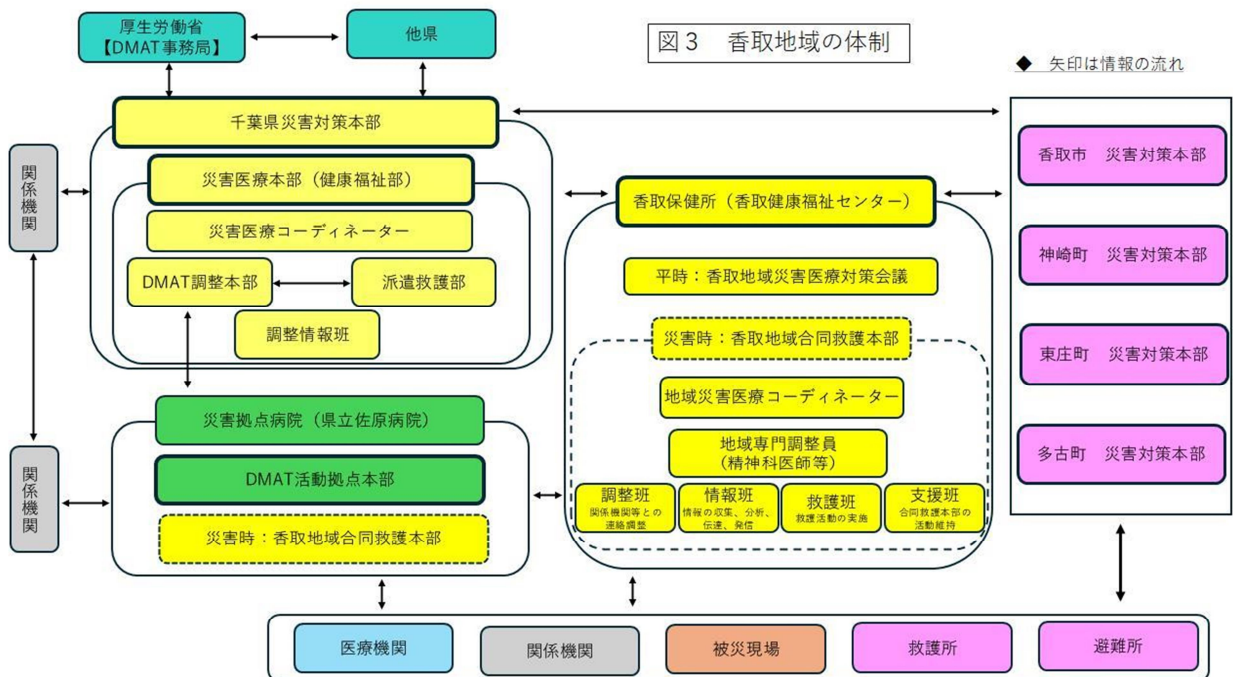 厚生労働省
【DMAT事務局】
他県
図３　香取地域の体制
◆　矢印は情報の流れ
千葉県災害対策本部
関係機関
災害医療本部（健康福祉部）
災害医療コーディネーター
DMAT調整本部
派遣救護部
調整情報班
香取保健所（香取健康福祉センター）
平時：香取地域災害医療対策会議
災害時：香取地域合同救護本部
地域災害医療コーディネーター
地域専門調整員
（精神科医師等）
調整班
関係機関等との
連絡調整
情報班
情報の収集、分析、
伝達、発信
救護班
救護活動の実施
支援班
合同救護本部の
活動維持
香取市　災害対策本部
神崎町　災害対策本部
東庄町　災害対策本部
多古町　災害対策本部
関係機関
災害拠点病院（県立佐原病院）
DMAT活動拠点本部
災害時：香取地域合同救護本部
医療機関
関係機関
被災現場
救護所
避難所